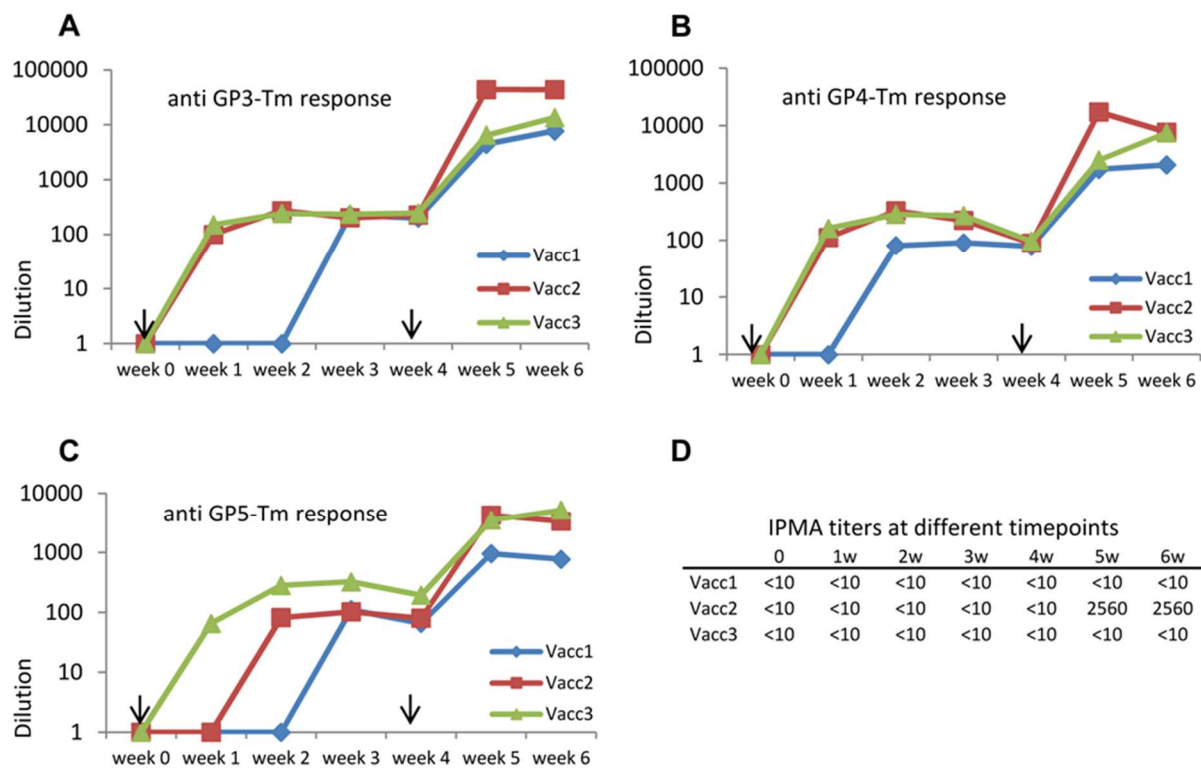 A
anti GP3-Tm response
100000
10000
1000
100
10
1
Dilution
Vacc1
Vacc2
Vacc3
week 0 week 1 week 2 week 3 week 4 week 5 week 6
B
anti GP4-Tm response
100000
10000
1000
100
10
1
Diltuion
Vacc1
Vacc2
Vacc3
week 0 week 1 week 2 week 3 week 4 week 5 week 6
C
anti GP5-Tm response
10000
1000
100
10
1
Dilution
Vacc1
Vacc2
Vacc3
week 0 week 1 week 2 week 3 week 4 week 5 week 6
D
IPMA titers at different timepoints
0 1w 2w 3w 4w 5w 6w
Vacc1 <10 <10 <10 <10 <10 <10 <10
Vacc2 <10 <10 <10 <10 <10 2560 2560
Vacc3 <10 <10 <10 <10 <10 <10 <10